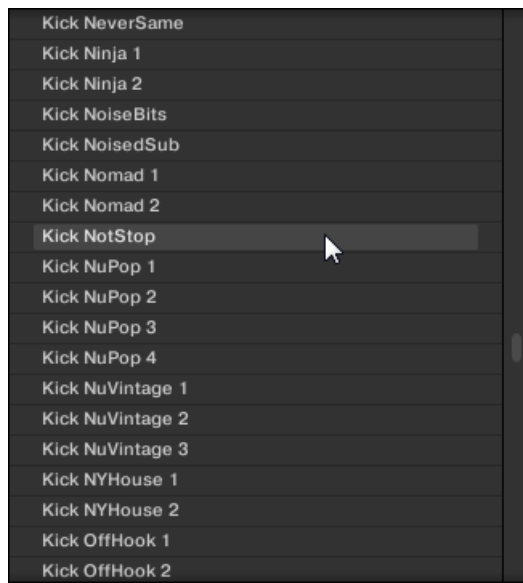 Kick NeverSame
Kick Ninja 1
Kick Ninja 2
Kick NoiseBits
Kick NoisedSub
Kick Nomad 1
Kick Nomad 2
Kick NotStop
Kick NuPop 1
Kick NuPop 2
Kick NuPop 3
Kick NuPop 4
Kick NuVintage 1
Kick NuVintage 2
Kick NuVintage 3
Kick NYHouse 1
Kick NYHouse 2
Kick OffHook 1
Kick OffHook 2